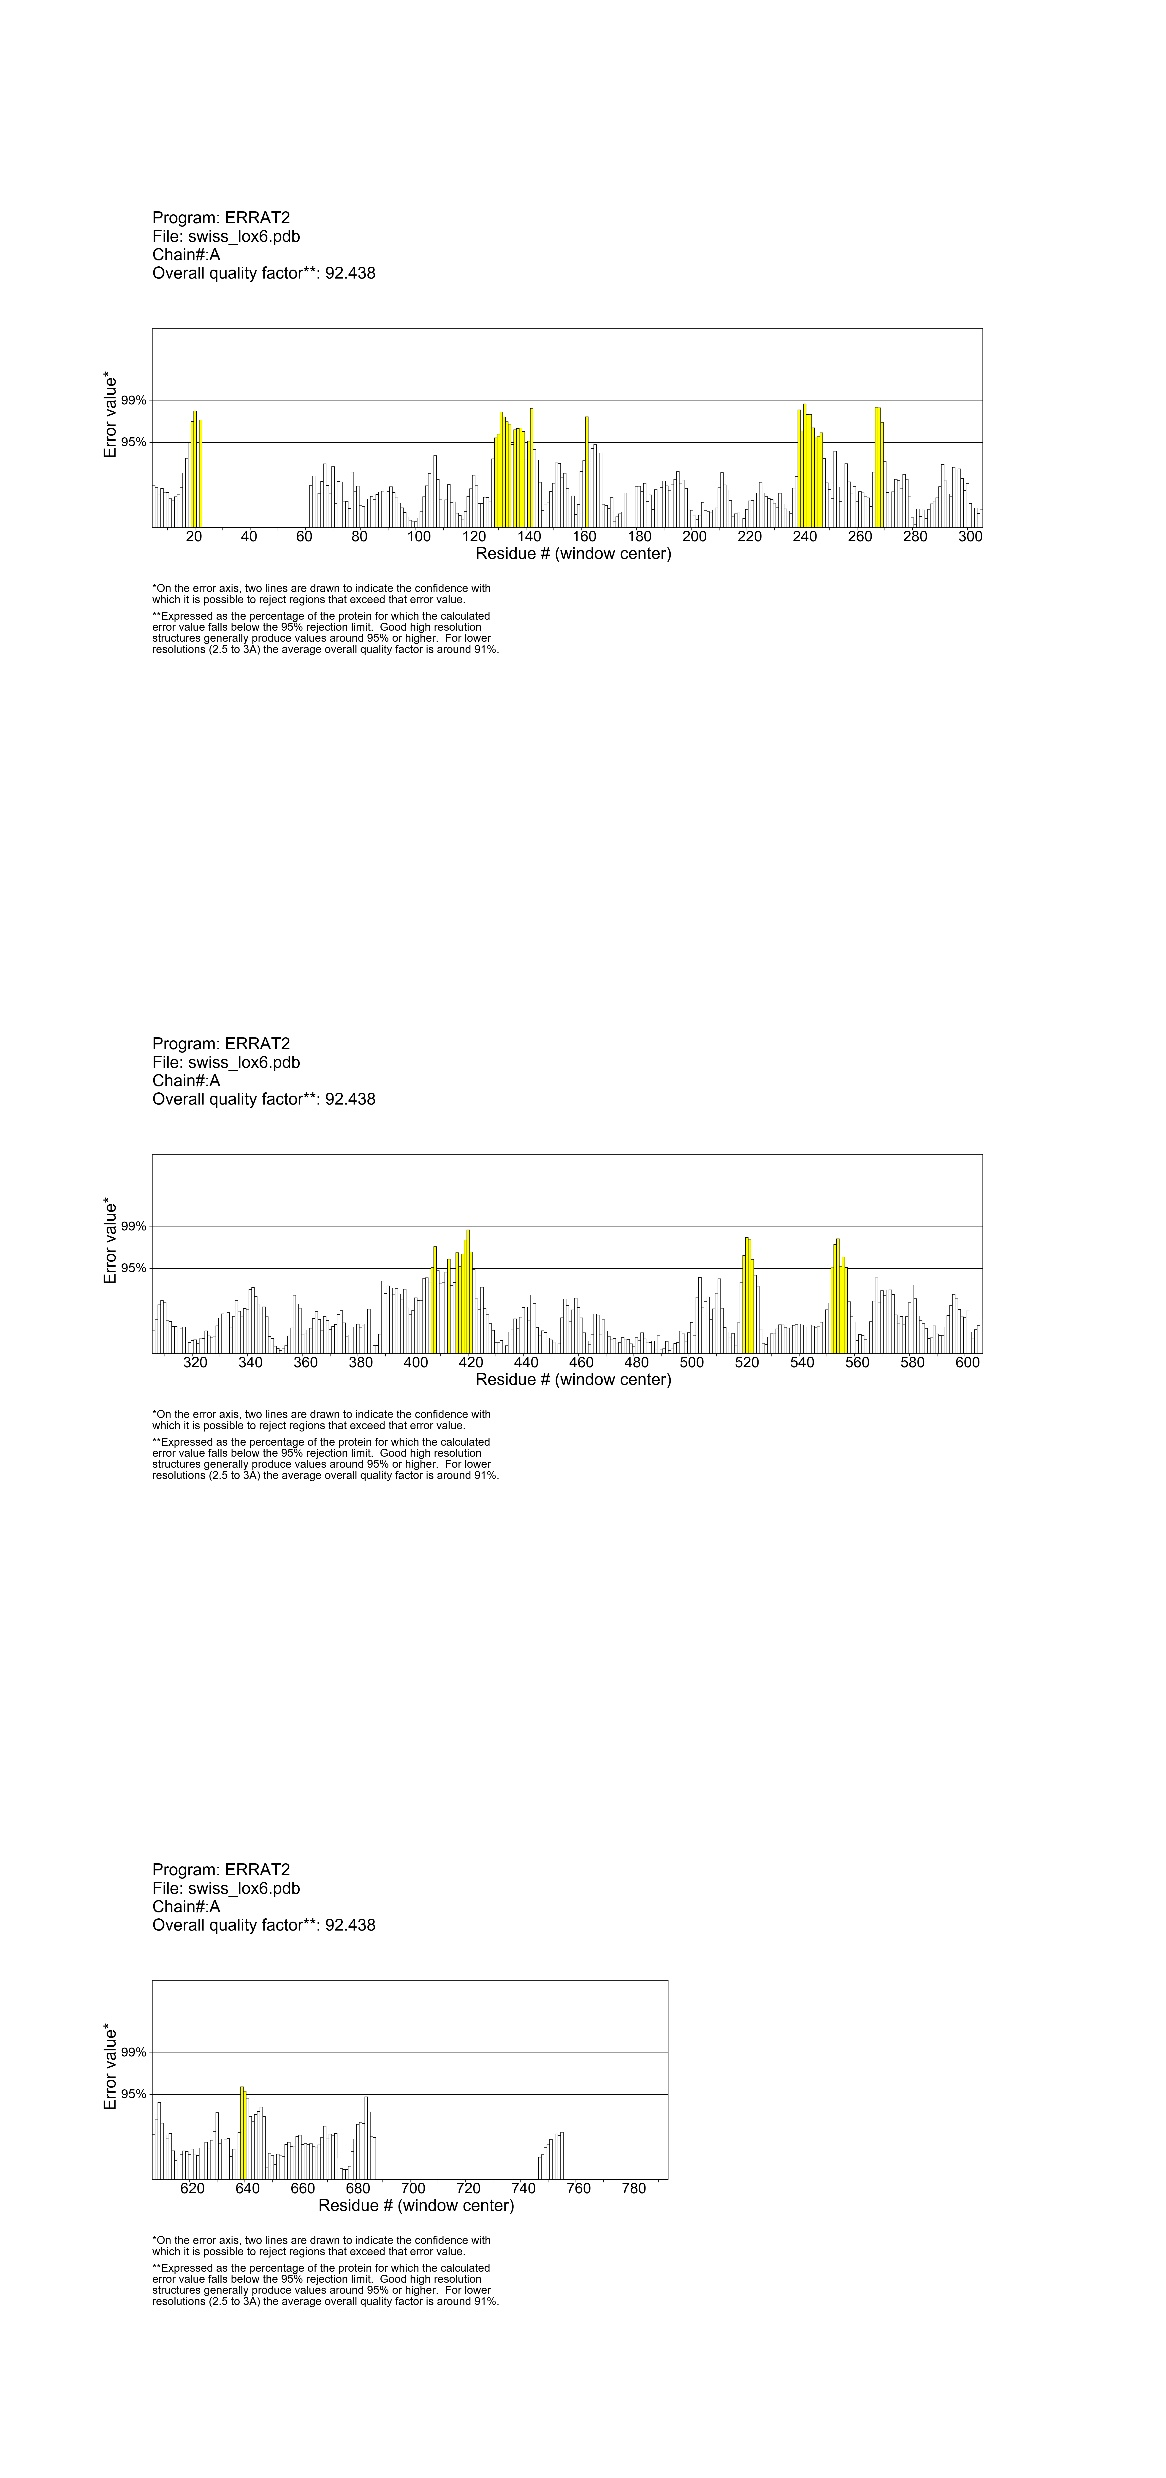 Program: ERRAT2
File: swiss_lox6.pdb
Chain#:A
Overall quality factor**: 92.438
Error value*
99%
95%
20 40 60 80 100 120 140 160 180 200 220 240 260 280 300
Residue # (window center)
*On the error axis, two lines are drawn to indicate the confidence with
which it is possible to reject regions that exceed that error value.
**Expressed as the percentage of the protein for which the calculated
error value falls below the 95% rejection limit.  Good high resolution
structures generally produce values around 95% or higher.  For lower
resolutions (2.5 to 3A) the average overall quality factor is around 91%.
Program: ERRAT2
File: swiss_lox6.pdb
Chain#:A
Overall quality factor**: 92.438
Error value*
99%
95%
320 340 360 380 400 420 440 460 480 500 520 540 560 580 600
Residue # (window center)
*On the error axis, two lines are drawn to indicate the confidence with
which it is possible to reject regions that exceed that error value.
**Expressed as the percentage of the protein for which the calculated
error value falls below the 95% rejection limit.  Good high resolution
structures generally produce values around 95% or higher.  For lower
resolutions (2.5 to 3A) the average overall quality factor is around 91%.
Program: ERRAT2
File: swiss_lox6.pdb
Chain#:A
Overall quality factor**: 92.438
Error value*
99%
95%
620 640 660 680 700 720 740 760 780
Residue # (window center)
*On the error axis, two lines are drawn to indicate the confidence with
which it is possible to reject regions that exceed that error value.
**Expressed as the percentage of the protein for which the calculated
error value falls below the 95% rejection limit.  Good high resolution
structures generally produce values around 95% or higher.  For lower
resolutions (2.5 to 3A) the average overall quality factor is around 91%.